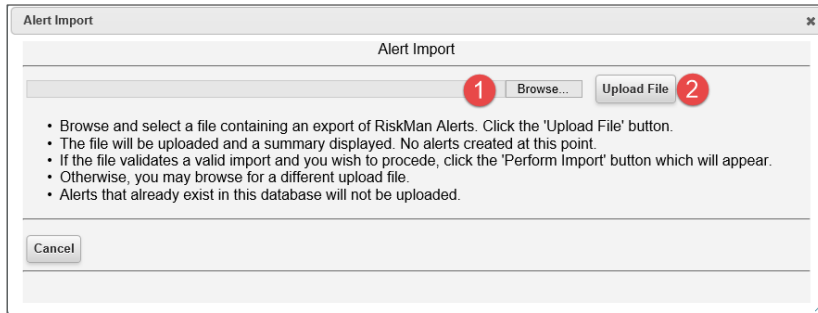 Alert Import
Alert Import
1 Browse... Upload File 2
• Browse and select a file containing an export of RiskMan Alerts. Click the 'Upload File' button.
• The file will be uploaded and a summary displayed. No alerts created at this point.
• If the file validates a valid import and you wish to procede, click the 'Perform Import' button which will appear.
• Otherwise, you may browse for a different upload file.
• Alerts that already exist in this database will not be uploaded.
Cancel